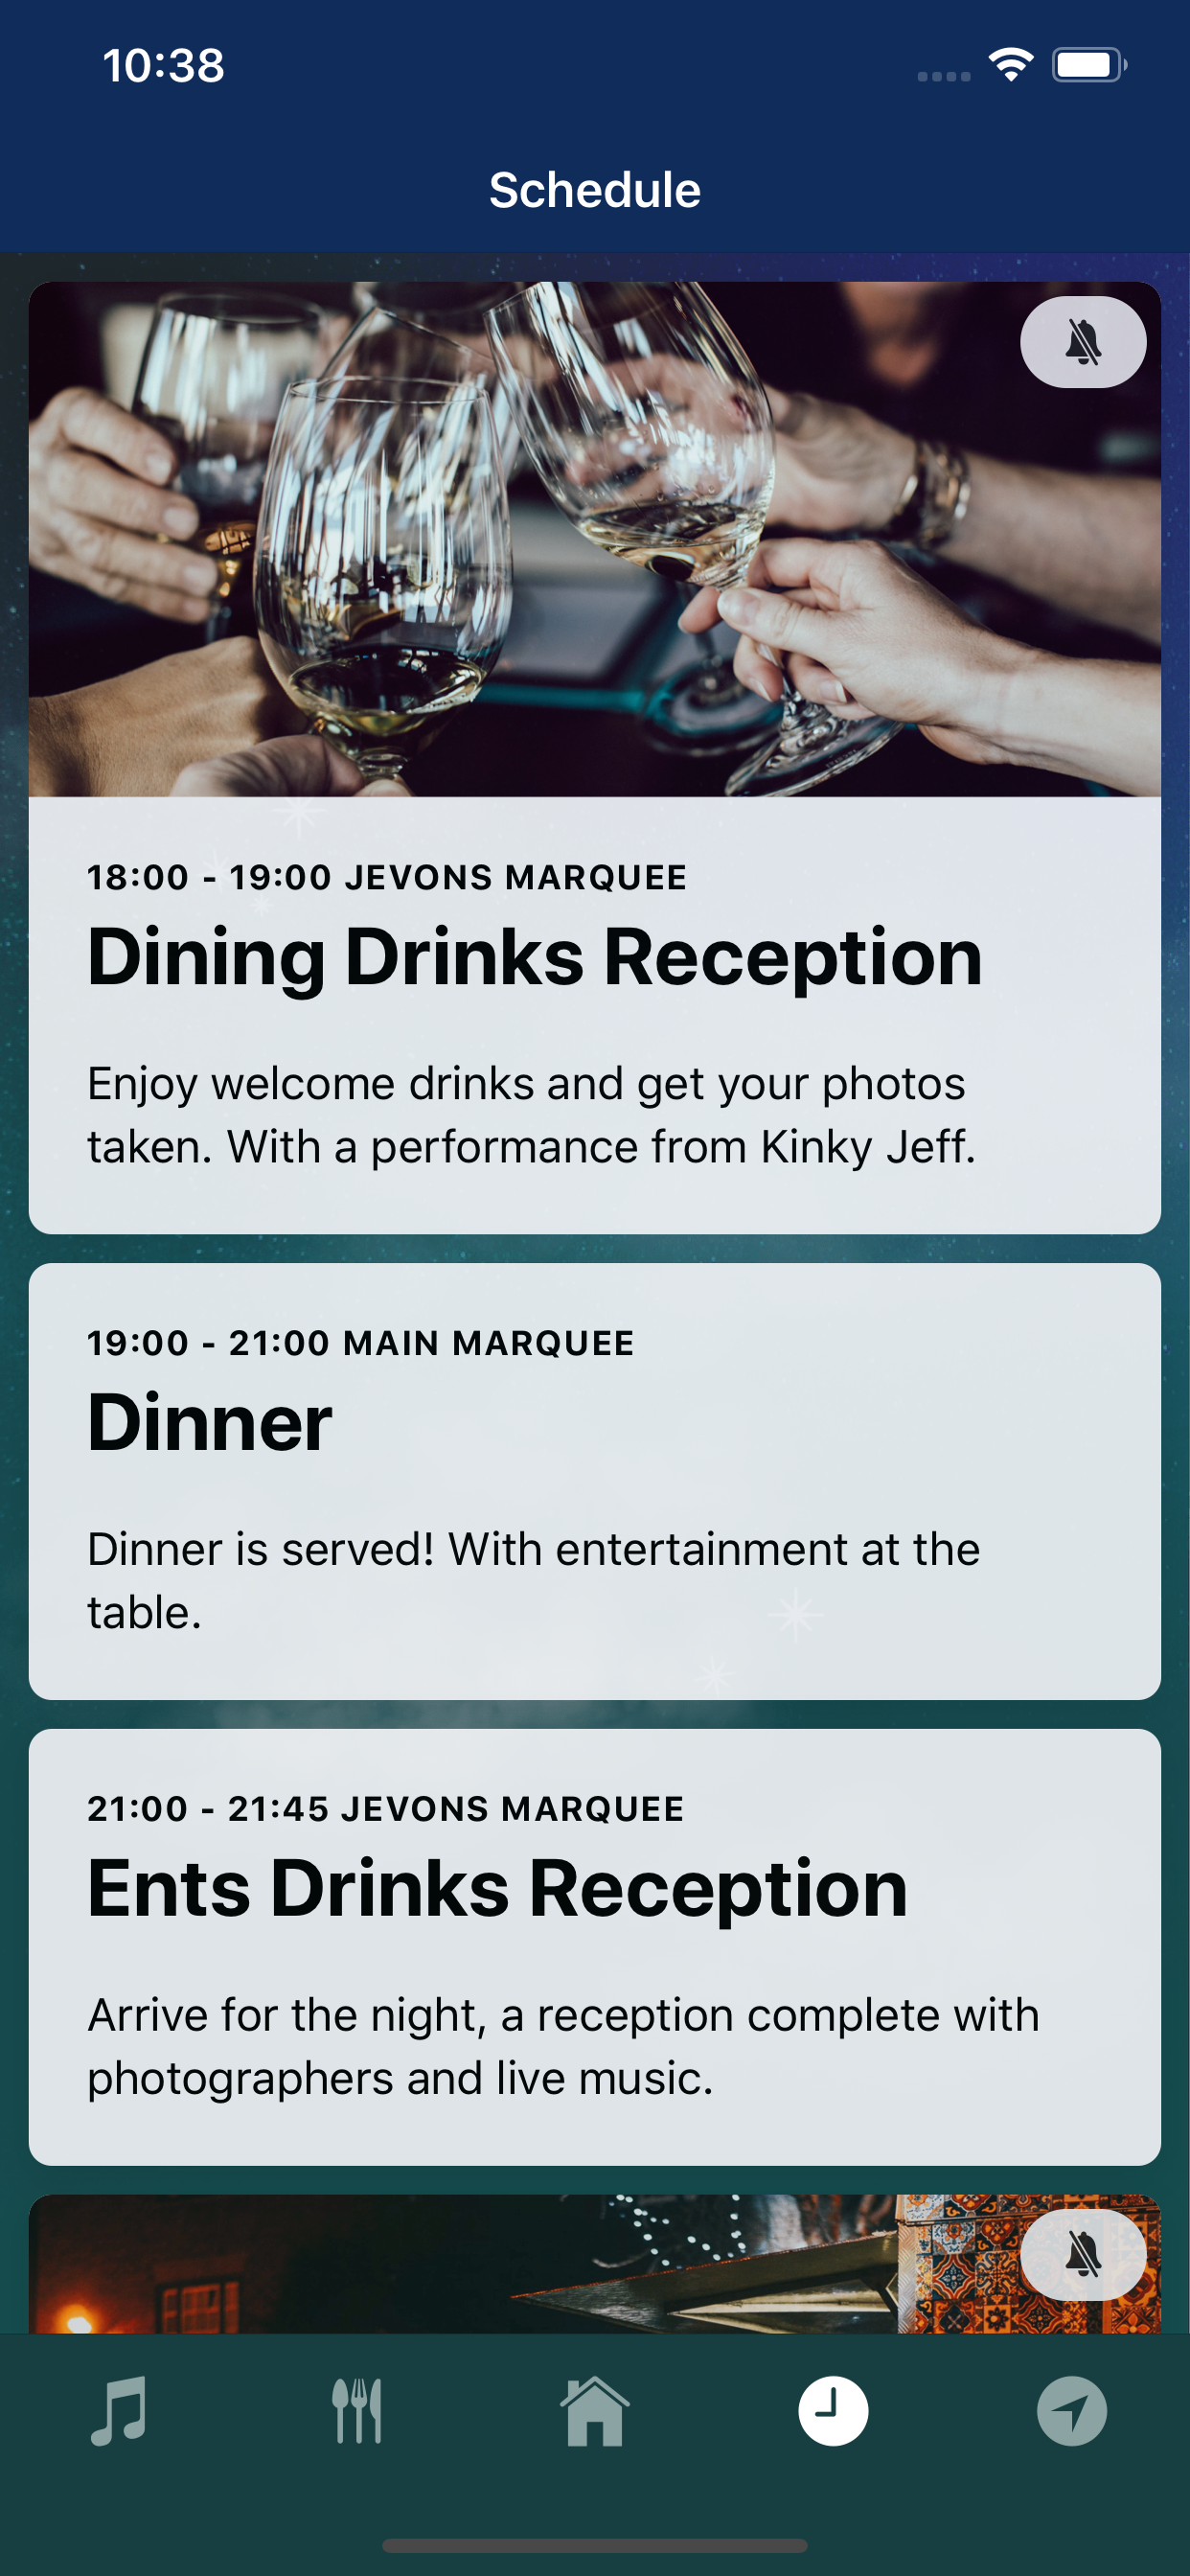 10:38
Schedule
18:00 - 19:00 JEVONS MARQUEE
Dining Drinks Reception
Enjoy welcome drinks and get your photos
taken. With a performance from Kinky Jeff.
19:00 - 21:00 MAIN MARQUEE
Dinner
Dinner is served! With entertainment at the
table.
21:00 - 21:45 JEVONS MARQUEE
Ents Drinks Reception
Arrive for the night, a reception complete with
photographers and live music.